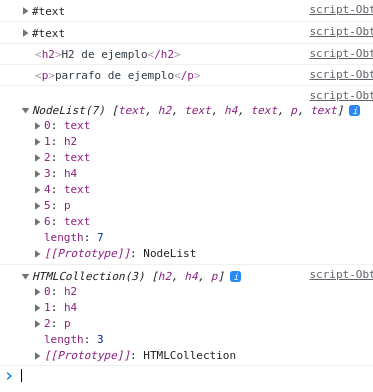 #text script-Obt
#text script-Obt
<h2>H2 de ejemplo</h2> script-Obt
<p>parrafo de ejemplo</p> script-Obt
script-Obt
NodeList(7) [text, h2, text, h4, text, p, text] i
0: text
1: h2
2: text
3: h4
4: text
5: p
6: text
length: 7
[[Prototype]]: NodeList
HTMLCollection(3) [h2, h4, p] i script-Obt
0: h2
1: h4
2: p
length: 3
[[Prototype]]: HTMLCollection